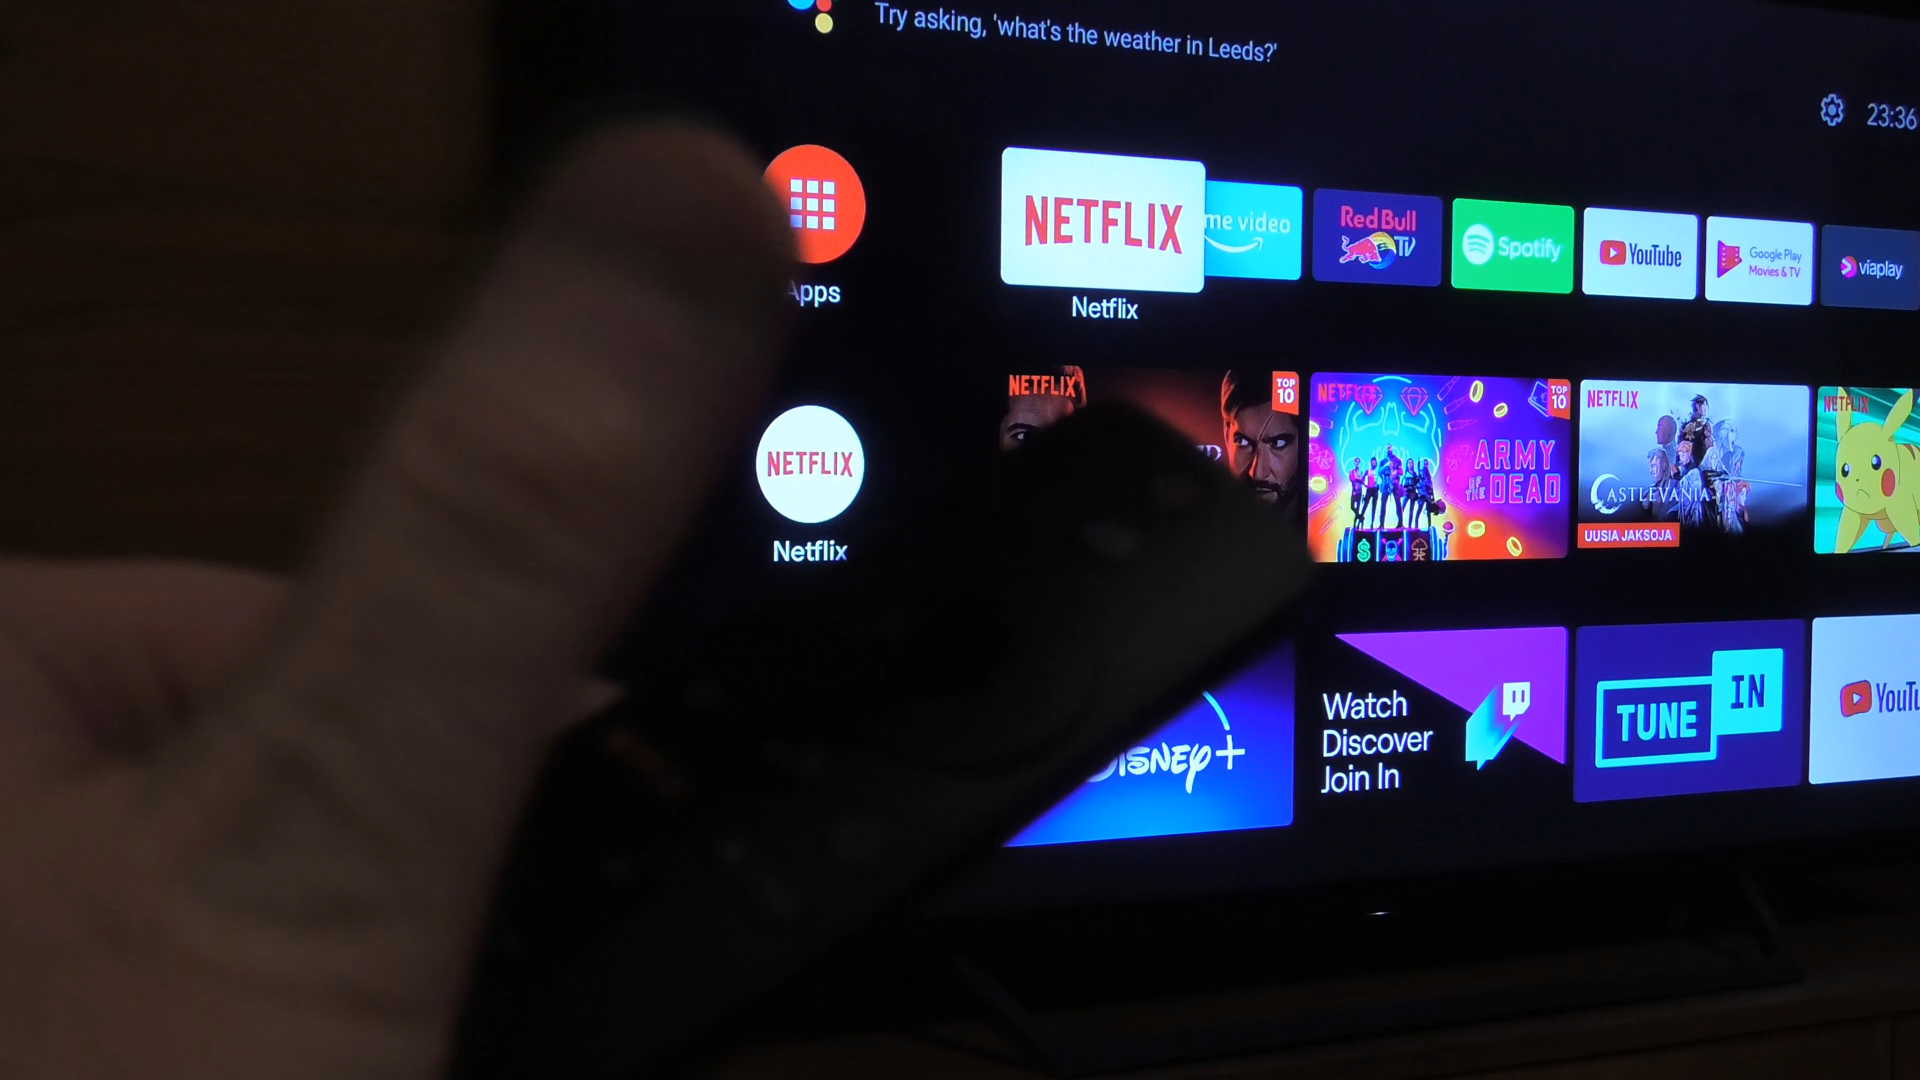 Try asking, 'what's the weather in Leeds?'
23:36
Apps
NETFLIX
me video
Red Bull
TV
Spotify
YouTube
Google Play
Movies & TV
viaplay
Netflix
NETFLIX
Netflix
NETFLIX
TOP
10
NETFLIX
TOP
10
ARMY
OF THE DEAD
NETFLIX
CASTLEVANIA
UUSIA JAKSOJA
NETFLIX
DISNEY+
Watch
Discover
Join In
TUNE IN
YouTu